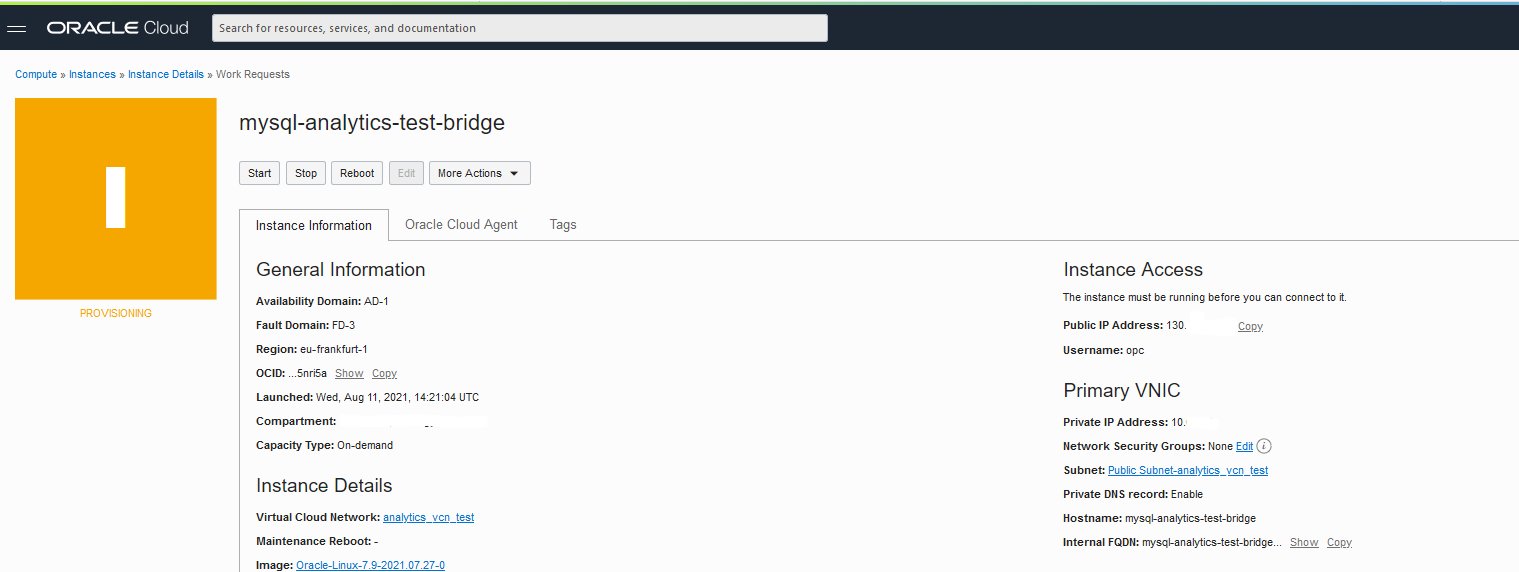 ORACLE Cloud
Search for resources, services, and documentation
Compute » Instances » Instance Details » Work Requests
PROVISIONING
mysql-analytics-test-bridge
Start Stop Reboot Edit More Actions
Instance Information Oracle Cloud Agent Tags
General Information
Availability Domain: AD-1
Fault Domain: FD-3
Region: eu-frankfurt-1
OCID: ...5nri5a Show Copy
Launched: Wed, Aug 11, 2021, 14:21:04 UTC
Compartment:
Capacity Type: On-demand
Instance Details
Virtual Cloud Network: analytics_vcn_test
Maintenance Reboot: -
Image: Oracle-Linux-7.9-2021.07.27-0
Instance Access
The instance must be running before you can connect to it.
Public IP Address: 130. Copy
Username: opc
Primary VNIC
Private IP Address: 10.
Network Security Groups: None Edit i
Subnet: Public Subnet-analytics_vcn_test
Private DNS record: Enable
Hostname: mysql-analytics-test-bridge
Internal FQDN: mysql-analytics-test-bridge... Show Copy